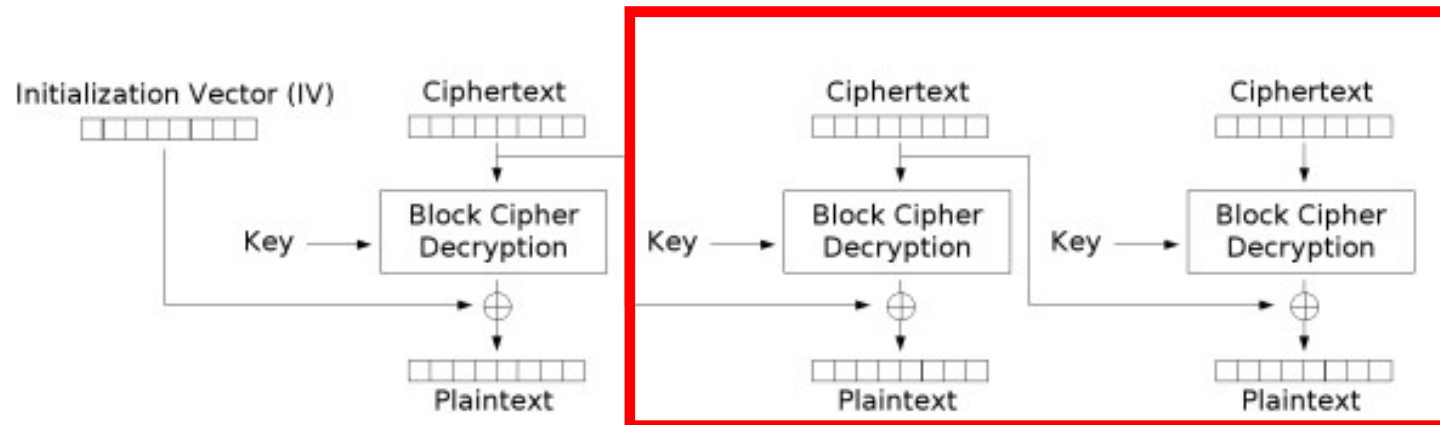 Initialization Vector (IV)
Ciphertext
Ciphertext
Ciphertext
Key
Block Cipher
Decryption
Key
Block Cipher
Decryption
Key
Block Cipher
Decryption
Plaintext
Plaintext
Plaintext